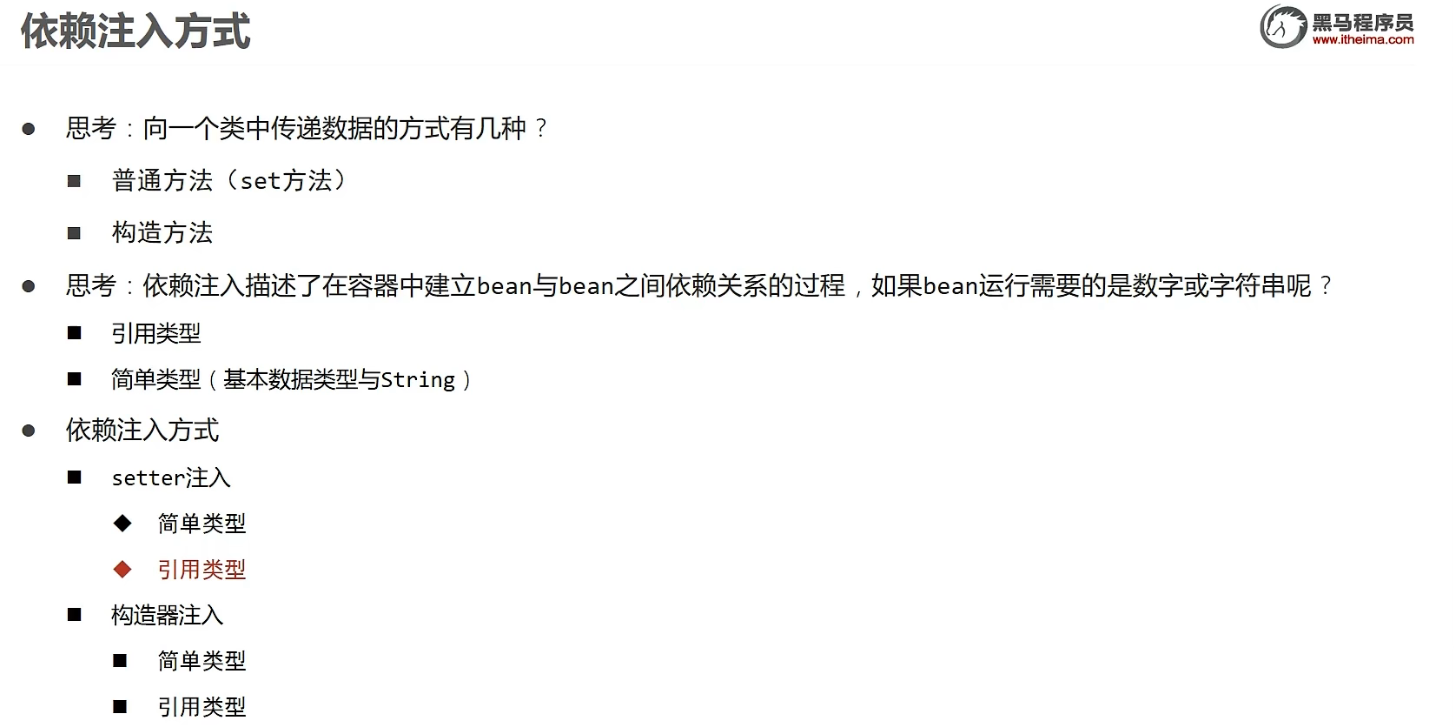 依赖注入方式
黑马程序员
www.itheima.com
思考：向一个类中传递数据的方式有几种？
普通方法（set方法）
构造方法
思考：依赖注入描述了在容器中建立bean与bean之间依赖关系的过程，如果bean运行需要的是数字或字符串呢？
引用类型
简单类型（基本数据类型与String）
依赖注入方式
setter注入
简单类型
引用类型
构造器注入
简单类型
引用类型